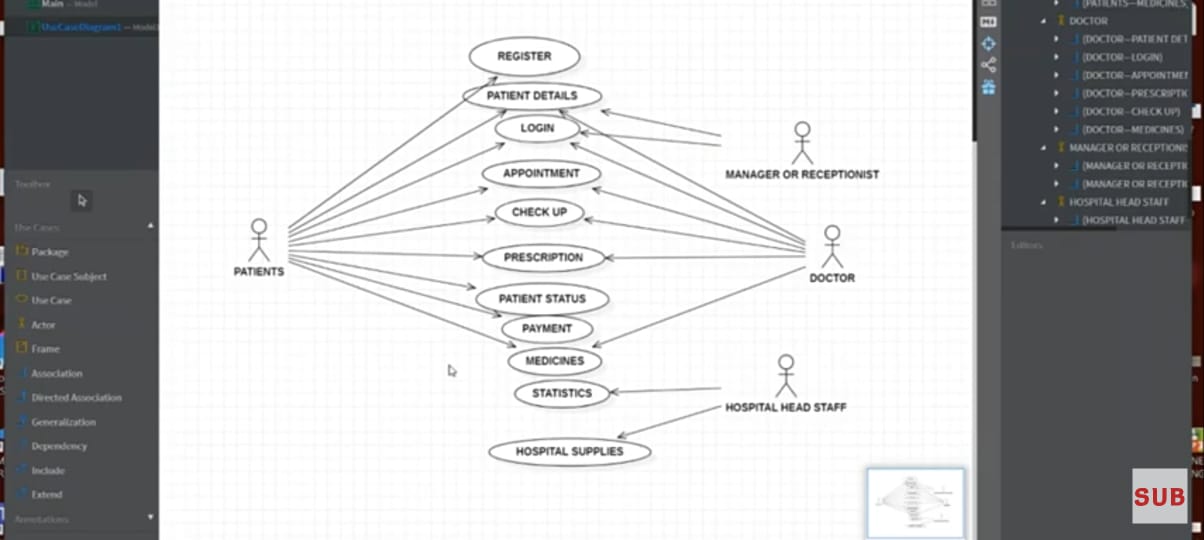 Main — Model
UseCaseDiagram1 — Model
Toolbox
Use Cases
Package
Use Case Subject
Use Case
Actor
Frame
Association
Directed Association
Generalization
Dependency
Include
Extend
Annotations
REGISTER
PATIENT DETAILS
LOGIN
APPOINTMENT
CHECK UP
PRESCRIPTION
PATIENT STATUS
PAYMENT
MEDICINES
STATISTICS
HOSPITAL SUPPLIES
PATIENTS
MANAGER OR RECEPTIONIST
DOCTOR
HOSPITAL HEAD STAFF
(PATIENTS—MEDICINES)
DOCTOR
(DOCTOR—PATIENT DET
(DOCTOR—LOGIN)
(DOCTOR—APPOINTMEN
(DOCTOR—PRESCRIPTIO
(DOCTOR—CHECK UP)
(DOCTOR—MEDICINES)
MANAGER OR RECEPTIONIS
(MANAGER OR RECEPTIO
(MANAGER OR RECEPTIO
HOSPITAL HEAD STAFF
(HOSPITAL HEAD STAFF
Editors
SUB